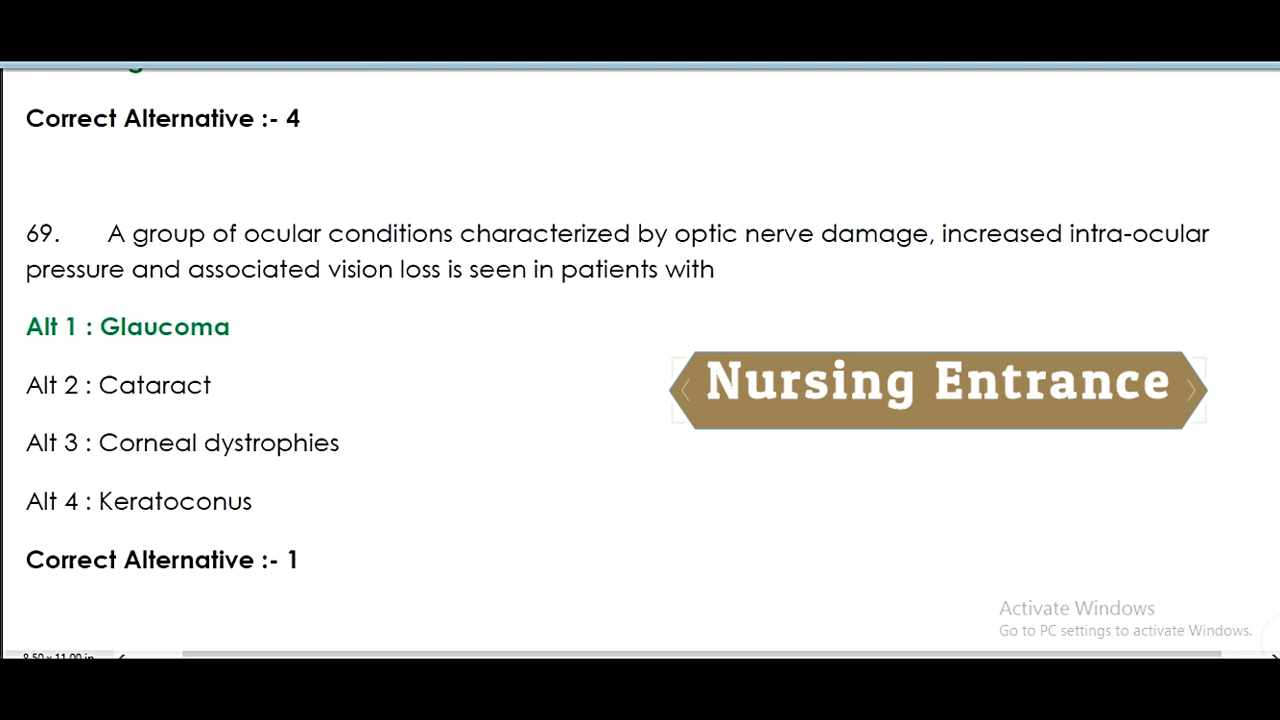 Correct Alternative :- 4
69. A group of ocular conditions characterized by optic nerve damage, increased intra-ocular
pressure and associated vision loss is seen in patients with
Alt 1 : Glaucoma
Nursing Entrance
Alt 2 : Cataract
Alt 3 : Corneal dystrophies
Alt 4 : Keratoconus
Correct Alternative :- 1
Activate Windows
Go to PC settings to activate Windows.
8.50 x 11.00 in